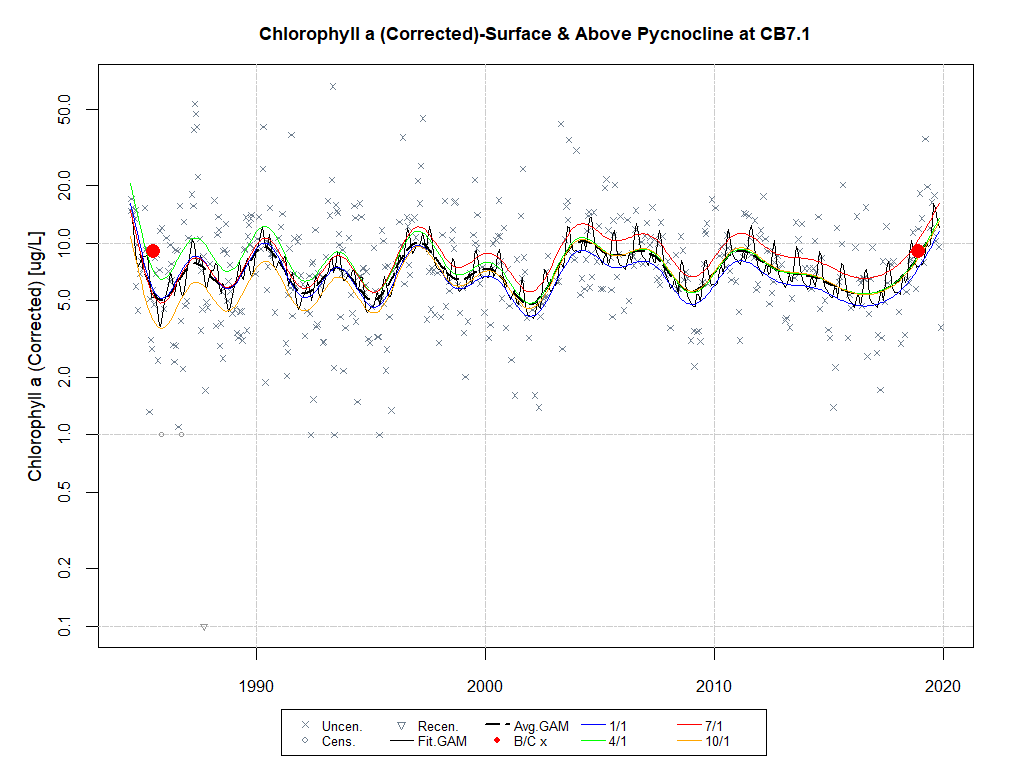 Chlorophyll a (Corrected)-Surface & Above Pycnocline at CB7.1
Chlorophyll a (Corrected) [ug/L]
50.0
20.0
10.0
5.0
2.0
1.0
0.5
0.2
0.1
1990 2000 2010 2020
Uncen. Recen. Avg.GAM 1/1 7/1
Cens. Fit.GAM B/C x 4/1 10/1